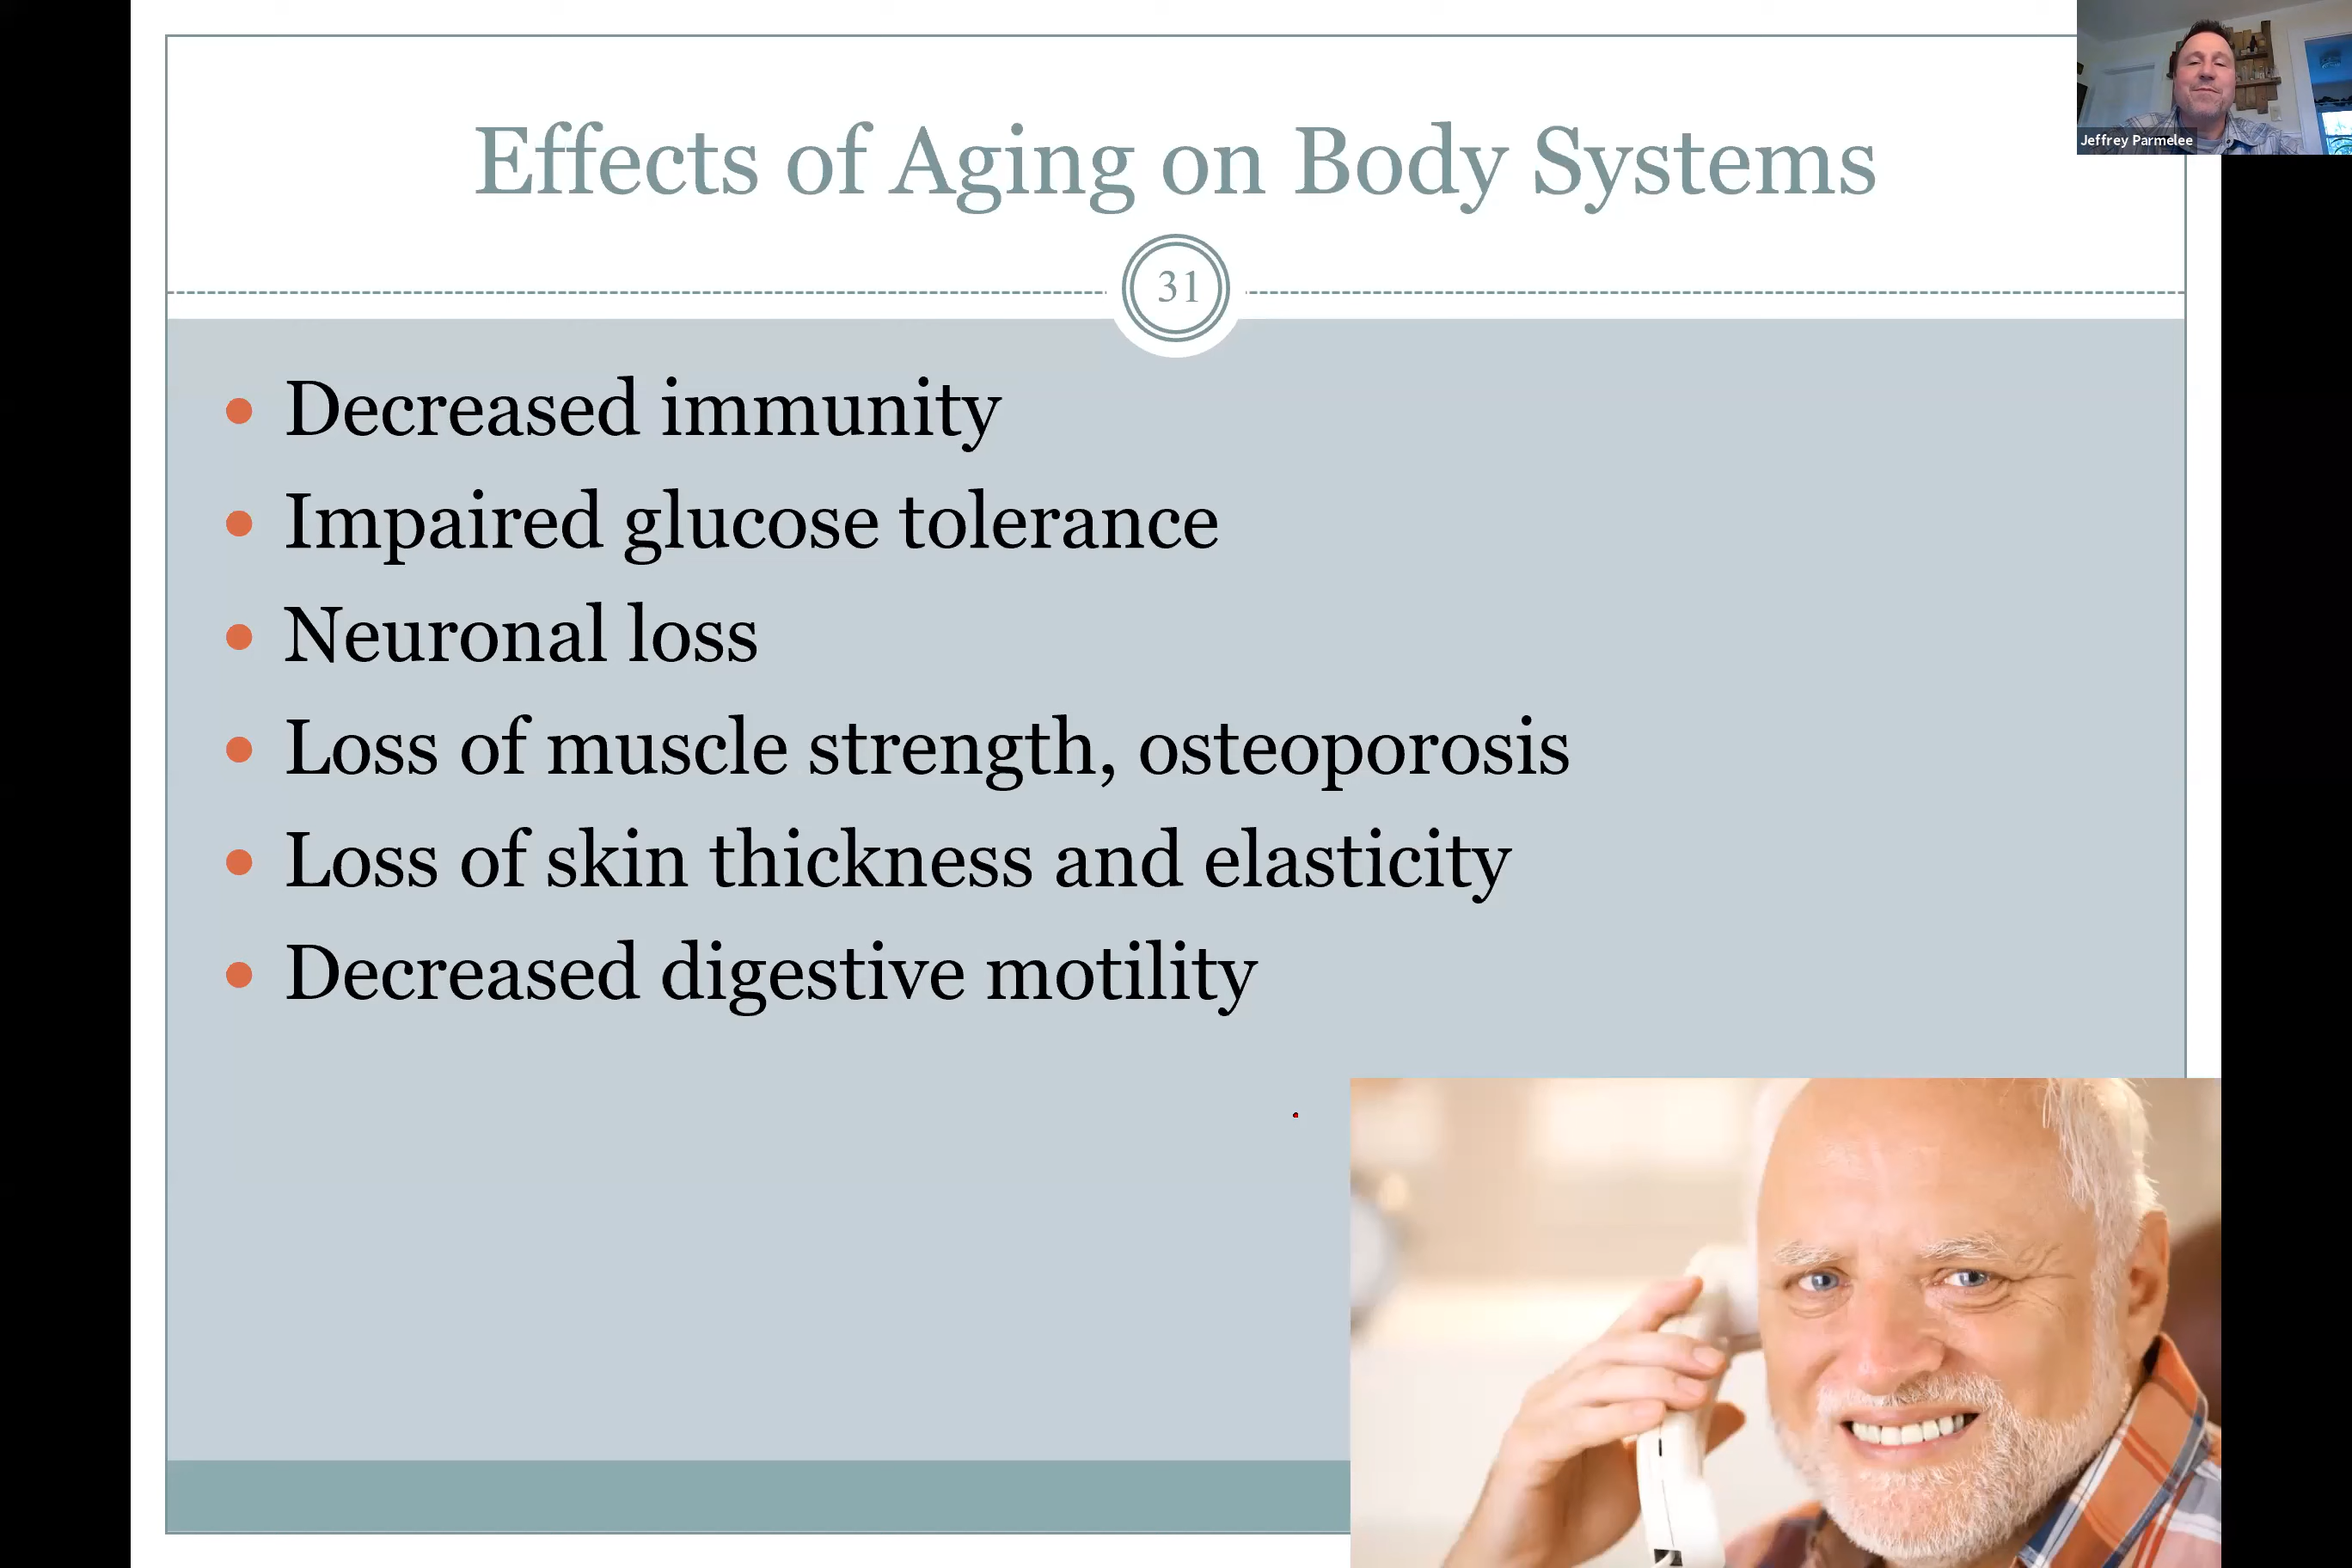 Effects of Aging on Body Systems
Jeffrey Parmelee
31
Decreased immunity
Impaired glucose tolerance
Neuronal loss
Loss of muscle strength, osteoporosis
Loss of skin thickness and elasticity
Decreased digestive motility